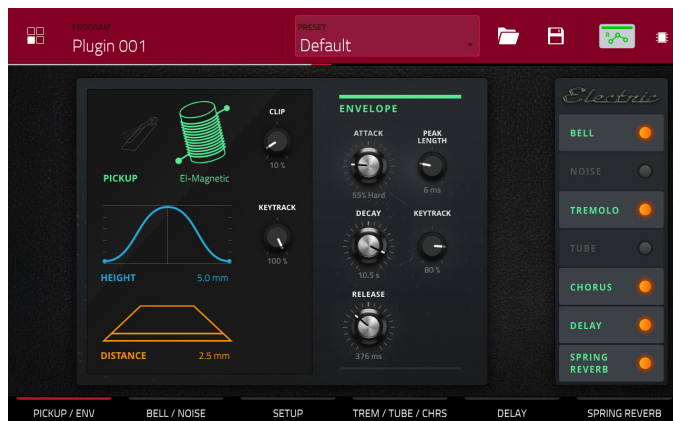 PROGRAM
Plugin 001
PRESET
Default
R
Electric
CLIP
10 %
PICKUP
El-Magnetic
KEYTRACK
100 %
HEIGHT
5.0 mm
DISTANCE
2.5 mm
ENVELOPE
ATTACK
55% Hard
PEAK
LENGTH
6 ms
DECAY
10.5 s
KEYTRACK
80 %
RELEASE
376 ms
BELL
NOISE
TREMOLO
TUBE
CHORUS
DELAY
SPRING
REVERB
PICKUP / ENV
BELL / NOISE
SETUP
TREM / TUBE / CHRS
DELAY
SPRING REVERB